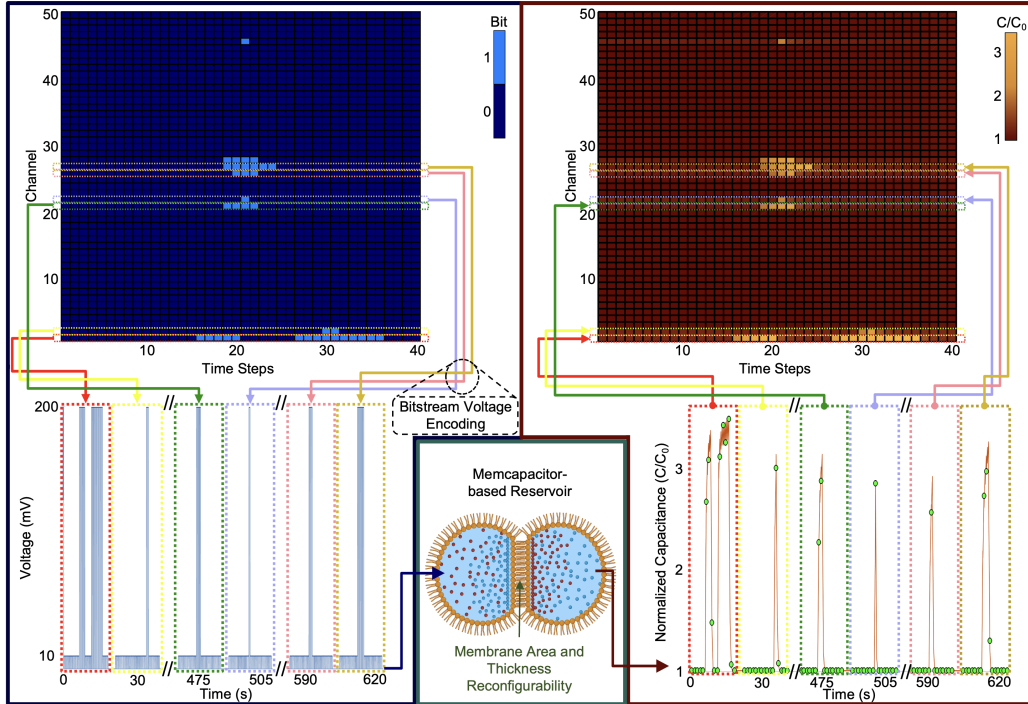 50
40
30
20
10
Channel
10
20
30
40
Time Steps
Bit
1
0
50
40
30
20
10
Channel
10
20
30
40
Time Steps
C/C₀
3
2
1
Bitstream Voltage
Encoding
200
10
Voltage (mV)
0
30
//
475
505
//
590
620
Time (s)
//
//
Memcapacitor-
based Reservoir
Membrane Area and
Thickness
Reconfigurability
Normalized Capacitance (C/C₀)
3
2
1
0
30
//
475
505
//
590
620
Time (s)
//
//